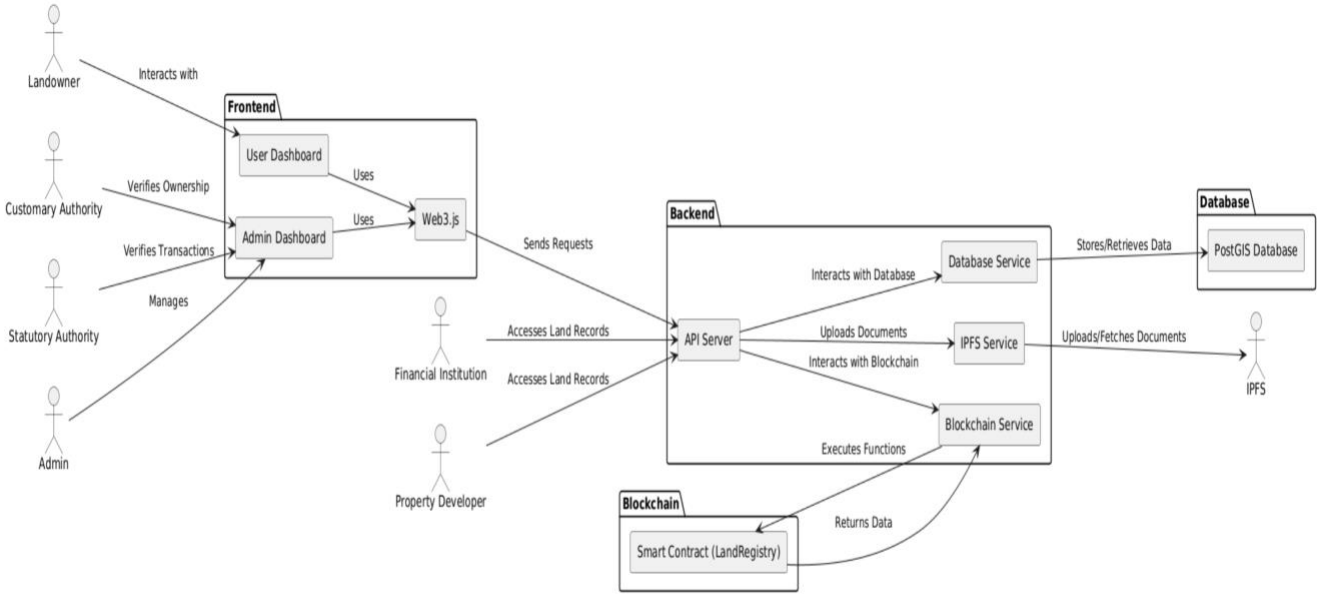 Landowner
Interacts with
Customary Authority
Verifies Ownership
Statutory Authority
Verifies Transactions
Admin
Manages
Frontend
User Dashboard
Uses
Admin Dashboard
Uses
Web3.js
Sends Requests
Financial Institution
Accesses Land Records
Property Developer
Accesses Land Records
Backend
API Server
Interacts with Database
Database Service
Uploads Documents
IPFS Service
Interacts with Blockchain
Blockchain Service
Stores/Retrieves Data
Database
PostGIS Database
Uploads/Fetches Documents
IPFS
Executes Functions
Blockchain
Smart Contract (LandRegistry)
Returns Data